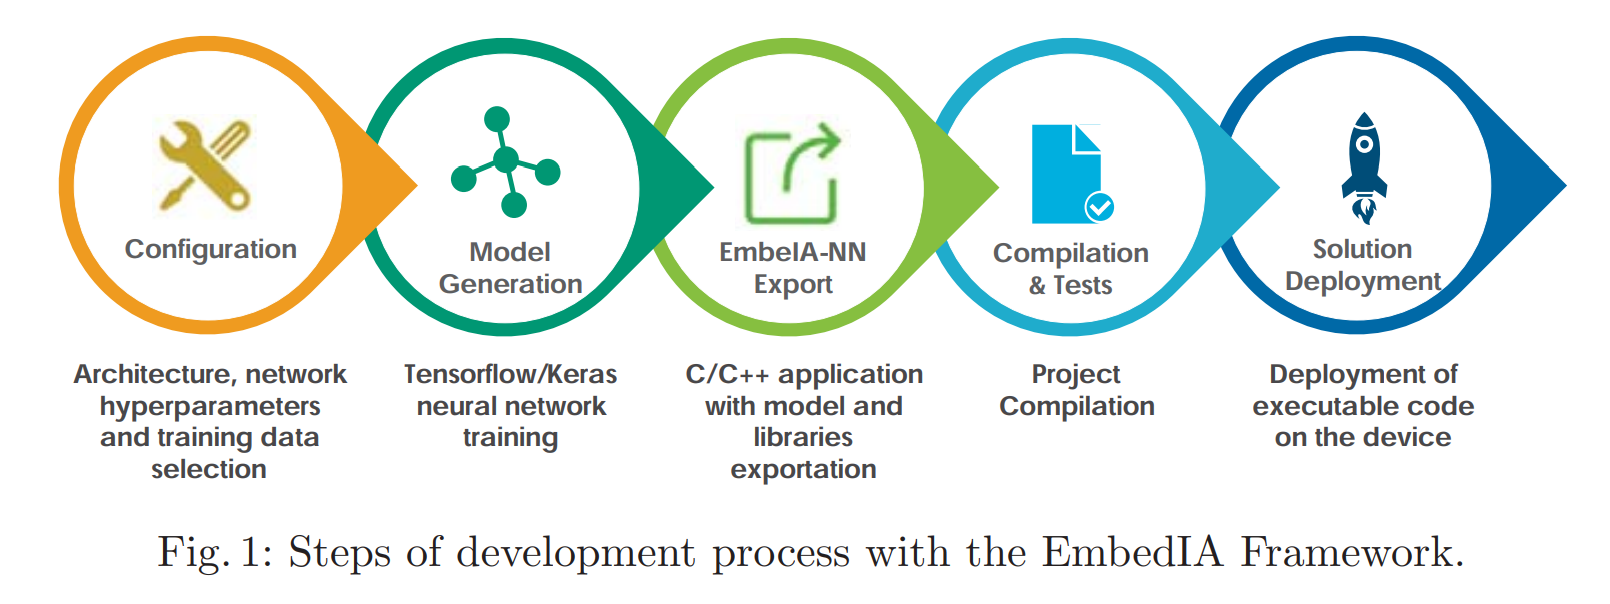 Configuration
Model
Generation
EmbeIA-NN
Export
Compilation
& Tests
Solution
Deployment
Architecture, network
hyperparameters
and training data
selection
Tensorflow/Keras
neural network
training
C/C++ application
with model and
libraries
exportation
Project
Compilation
Deployment of
executable code
on the device
Fig. 1: Steps of development process with the EmbedIA Framework.